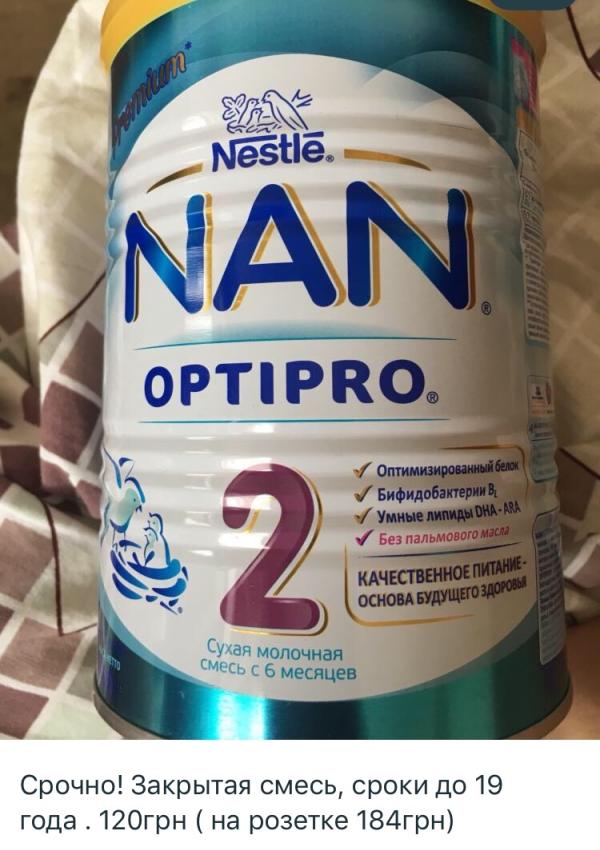 Premium*
Nestlē®
NAN®
OPTIPRO®
2
Оптимизированный белок
Бифидобактерии BL
Умные липиды DHA-ARA
Без пальмового масла
КАЧЕСТВЕННОЕ ПИТАНИЕ-
ОСНОВА БУДУЩЕГО ЗДОРОВЬЯ
Сухая молочная
смесь с 6 месяцев
Срочно! Закрытая смесь, сроки до 19
года . 120грн ( на розетке 184грн)